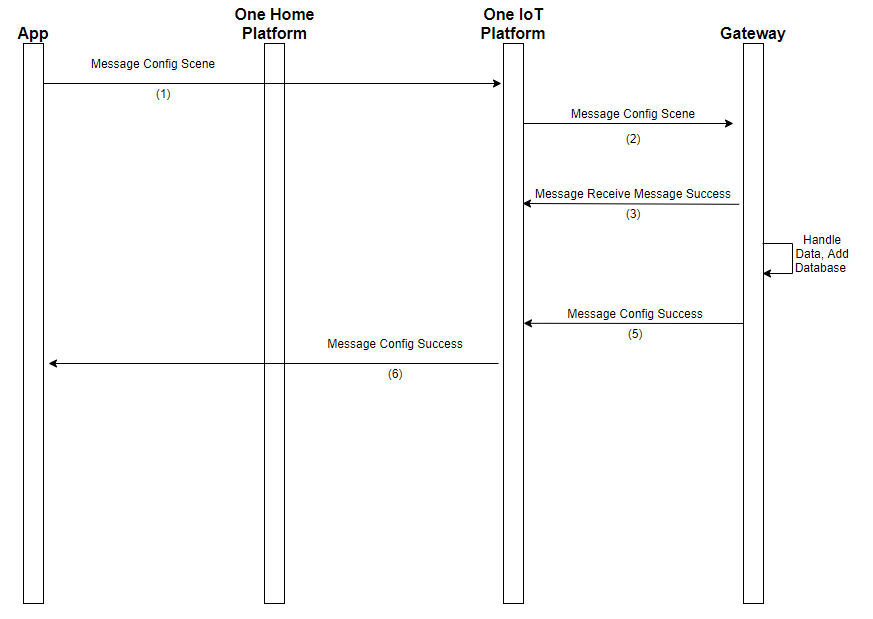 One Home
One IoT
App
Platform
Platform
Gateway
Message Config Scene
(1)
Message Config Scene
(2)
Message Receive Message Success
(3)
Handle
Data, Add
Database
Message Config Success
(5)
Message Config Success
(6)